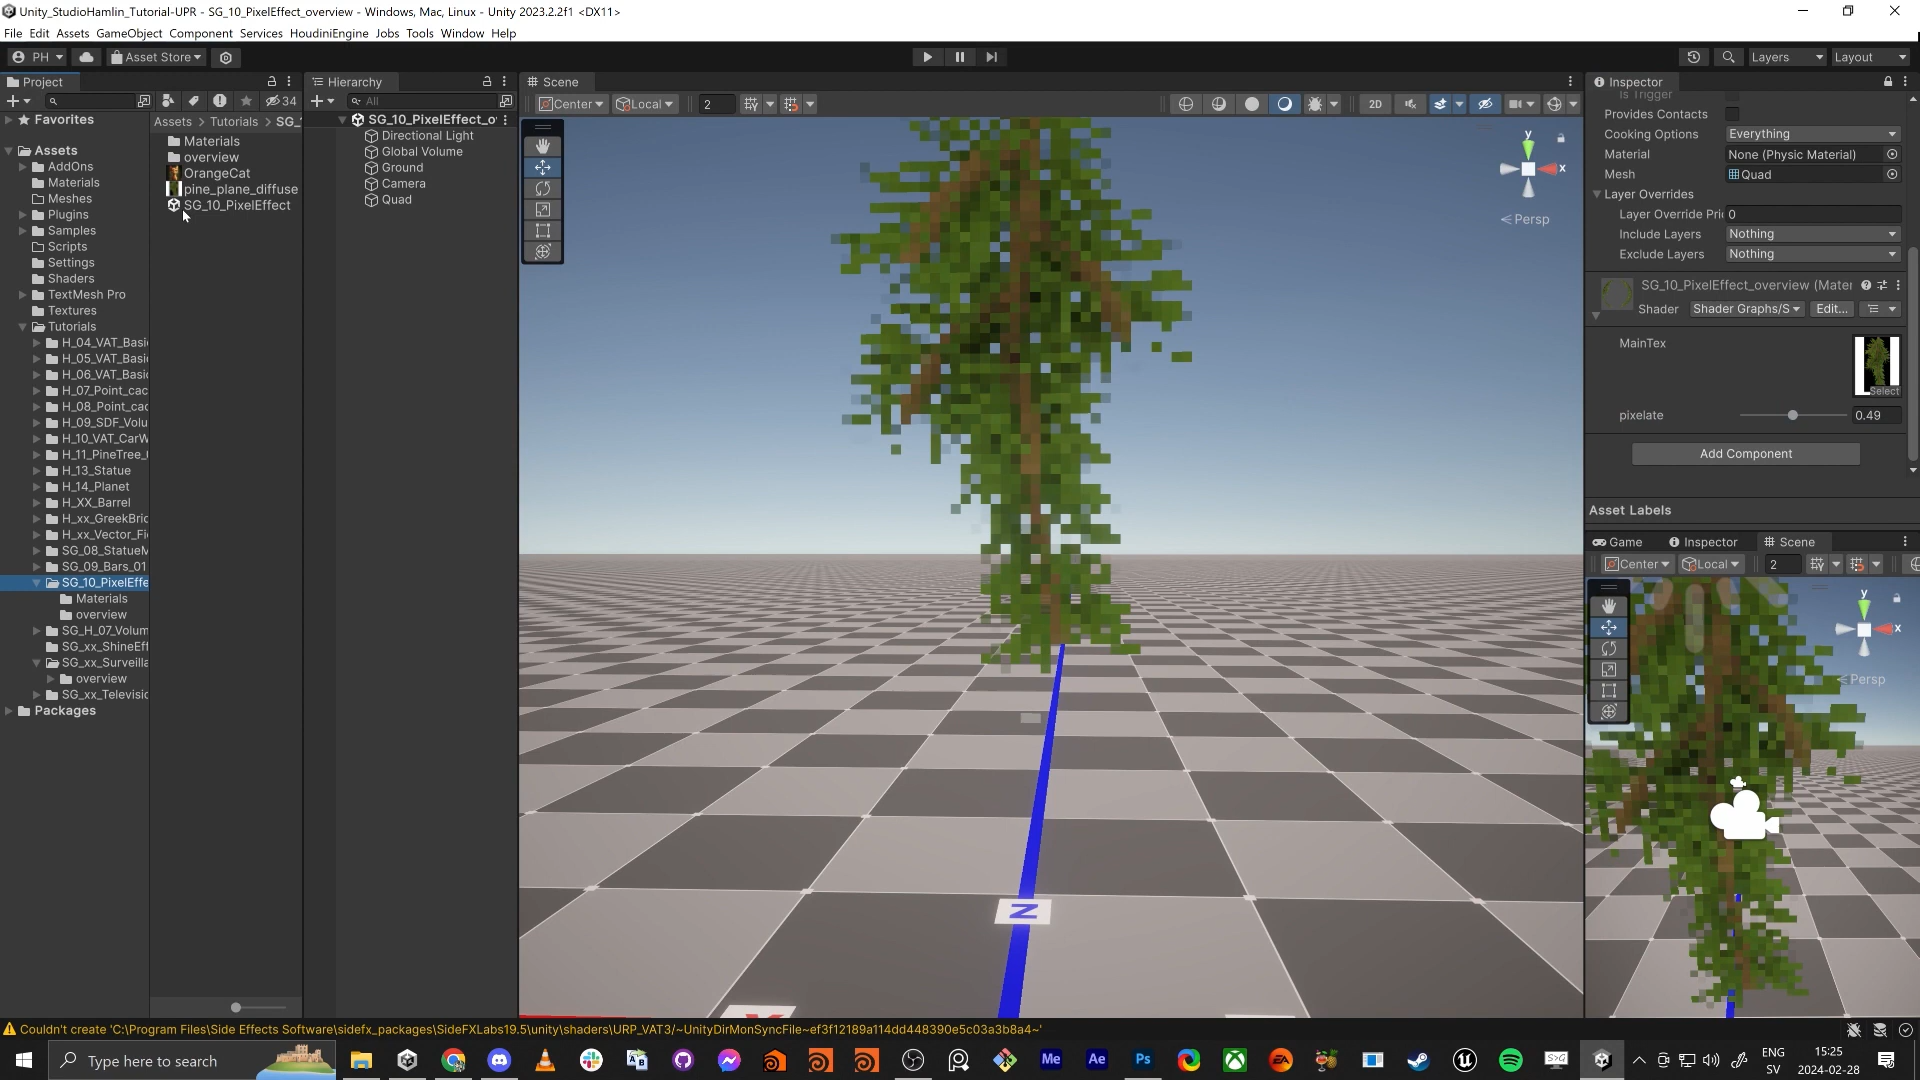 Unity_StudioHamlin_Tutorial-UPR - SG_10_PixelEffect_overview - Windows, Mac, Linux - Unity 2023.2.2f1 <DX11>
File Edit Assets GameObject Component Services HoudiniEngine Jobs Tools Window Help
PH Asset Store Layers Layout
Project Hierarchy Scene Inspector
34 All Center Local 2 2D
Is Trigger
Provides Contacts
Cooking Options Everything
Material None (Physic Material)
Mesh Quad
Layer Overrides
Layer Override Pri 0
Include Layers Nothing
Exclude Layers Nothing
SG_10_PixelEffect_overview (Mater
Shader Shader Graphs/S Edit...
MainTex
Select
pixelate 0.49
Add Component
Asset Labels
Game Inspector Scene
Center Local 2
y
x
Persp
Favorites
Assets
AddOns
Materials
Meshes
Plugins
Samples
Scripts
Settings
Shaders
TextMesh Pro
Textures
Tutorials
H_04_VAT_Basi
H_05_VAT_Basi
H_06_VAT_Basi
H_07_Point_cac
H_08_Point_cac
H_09_SDF_Volu
H_10_VAT_CarW
H_11_PineTree_
H_13_Statue
H_14_Planet
H_XX_Barrel
H_xx_GreekBric
H_xx_Vector_Fi
SG_08_StatueM
SG_09_Bars_01
SG_10_PixelEffe
Materials
overview
SG_H_07_Volum
SG_xx_ShineEff
SG_xx_Surveilla
overview
SG_xx_Televisio
Packages
Assets > Tutorials > SG_1
Materials
overview
OrangeCat
pine_plane_diffuse
SG_10_PixelEffect
SG_10_PixelEffect_o
Directional Light
Global Volume
Ground
Camera
Quad
y
x
Persp
Z
X
Couldn't create 'C:\Program Files\Side Effects Software\sidefx_packages\SideFXLabs19.5\unity\shaders\URP_VAT3/~UnityDirMonSyncFile~ef3f12189a114dd448390e5c03a3b8a4~'
Type here to search
Me Ae Ps SVG
ENG
SV
15:25
2024-02-28